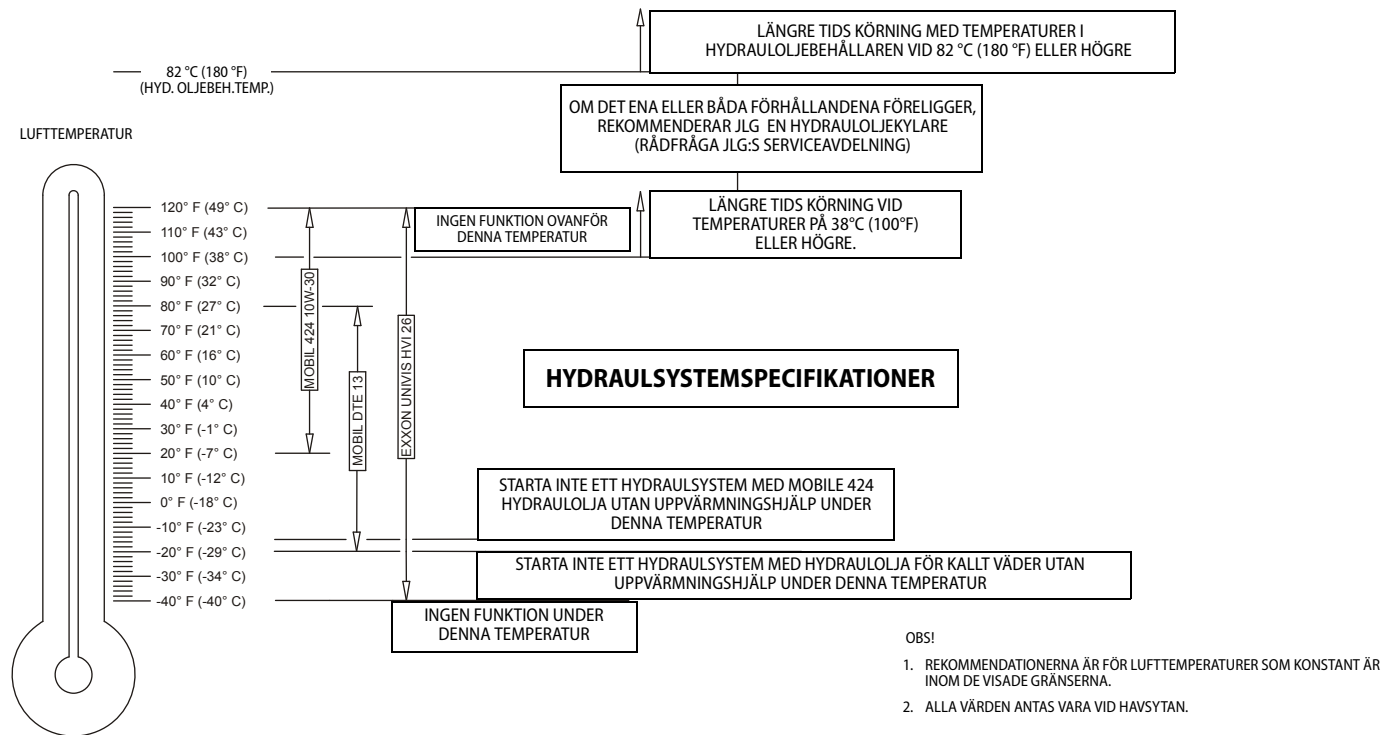 LÄNGRE TIDS KÖRNING MED TEMPERATURER I
HYDRAULOLJEBEHÅLLAREN VID 82 °C (180 °F) ELLER HÖGRE
82 °C (180 °F)
(HYD. OLJEBEH.TEMP.)
OM DET ENA ELLER BÅDA FÖRHÅLLANDENA FÖRELIGGER,
REKOMMENDERAR JLG EN HYDRAULOLJEKYLARE
(RÅDFRÅGA JLG:S SERVICEAVDELNING)
LUFTTEMPERATUR
120° F (49° C)
110° F (43° C)
100° F (38° C)
90° F (32° C)
80° F (27° C)
70° F (21° C)
60° F (16° C)
50° F (10° C)
40° F (4° C)
30° F (-1° C)
20° F (-7° C)
10° F (-12° C)
0° F (-18° C)
-10° F (-23° C)
-20° F (-29° C)
-30° F (-34° C)
-40° F (-40° C)
MOBIL 424 10W-30
MOBIL DTE 13
EXXON UNIVIS HVI 26
INGEN FUNKTION OVANFÖR
DENNA TEMPERATUR
LÄNGRE TIDS KÖRNING VID
TEMPERATURER PÅ 38°C (100°F)
ELLER HÖGRE.
HYDRAULSYSTEMSPECIFIKATIONER
STARTA INTE ETT HYDRAULSYSTEM MED MOBILE 424
HYDRAULOLJA UTAN UPPVÄRMNINGSHJÄLP UNDER
DENNA TEMPERATUR
STARTA INTE ETT HYDRAULSYSTEM MED HYDRAULOLJA FÖR KALLT VÄDER UTAN
UPPVÄRMNINGSHJÄLP UNDER DENNA TEMPERATUR
INGEN FUNKTION UNDER
DENNA TEMPERATUR
OBS!
1. REKOMMENDATIONERNA ÄR FÖR LUFTTEMPERATURER SOM KONSTANT ÄR
INOM DE VISADE GRÄNSERNA.
2. ALLA VÄRDEN ANTAS VARA VID HAVSYTAN.